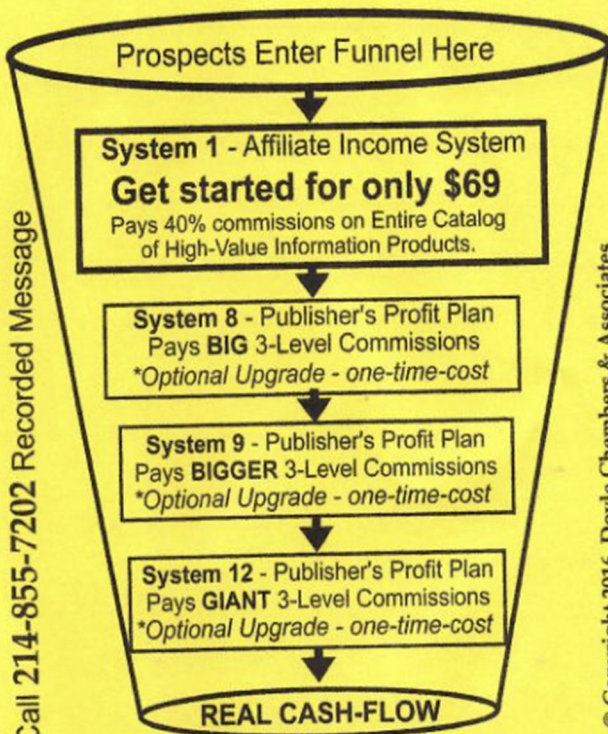 Prospects Enter Funnel Here
System 1 - Affiliate Income System
Get started for only $69
Pays 40% commissions on Entire Catalog
of High-Value Information Products.
System 8 - Publisher's Profit Plan
Pays BIG 3-Level Commissions
*Optional Upgrade - one-time-cost
System 9 - Publisher's Profit Plan
Pays BIGGER 3-Level Commissions
*Optional Upgrade - one-time-cost
System 12 - Publisher's Profit Plan
Pays GIANT 3-Level Commissions
*Optional Upgrade - one-time-cost
REAL CASH-FLOW
Call 214-855-7202 Recorded Message
© Copyright 2016 Chambers & Associates